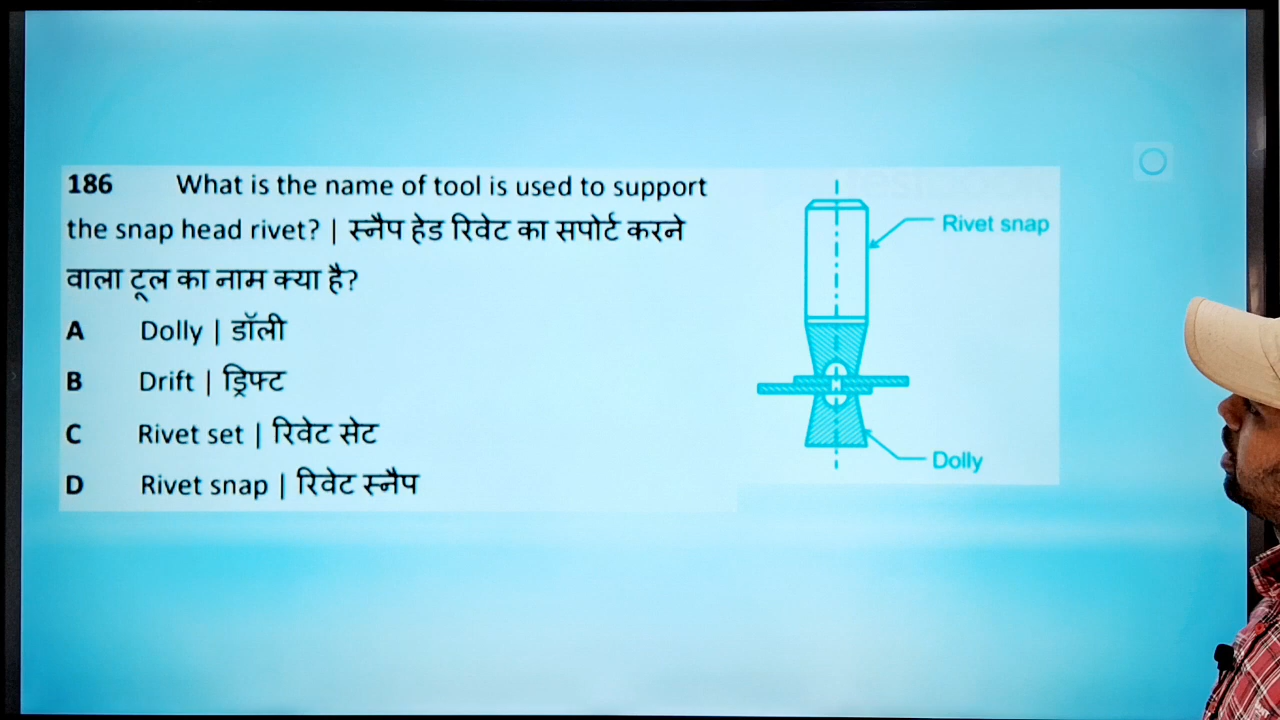 186 What is the name of tool is used to support
the snap head rivet? | स्नैप हेड रिवेट का सपोर्ट करने
वाला टूल का नाम क्या है?
A Dolly | डॉली
B Drift | ड्रिफ्ट
C Rivet set | रिवेट सेट
D Rivet snap | रिवेट स्नैप
Rivet snap
Dolly